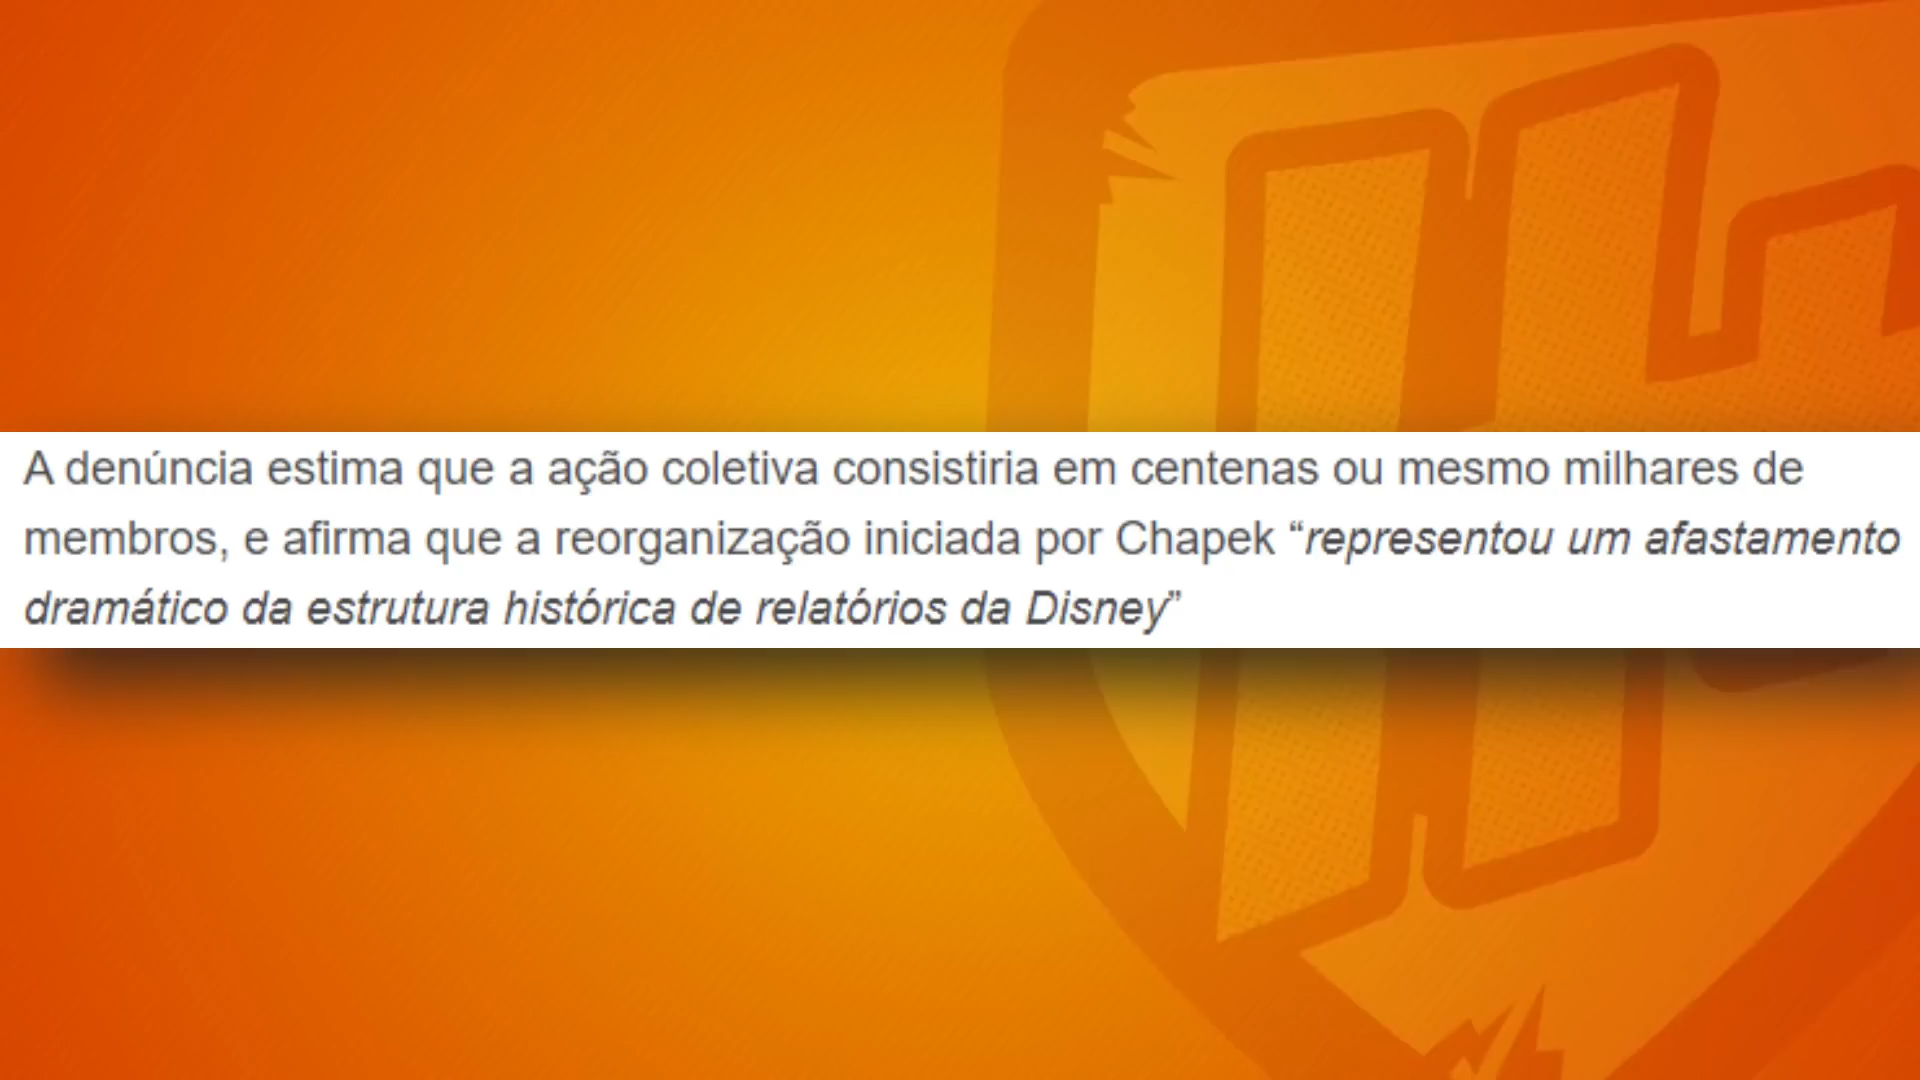 A denúncia estima que a ação coletiva consistiria em centenas ou mesmo milhares de
membros, e afirma que a reorganização iniciada por Chapek “representou um afastamento
dramático da estrutura histórica de relatórios da Disney”